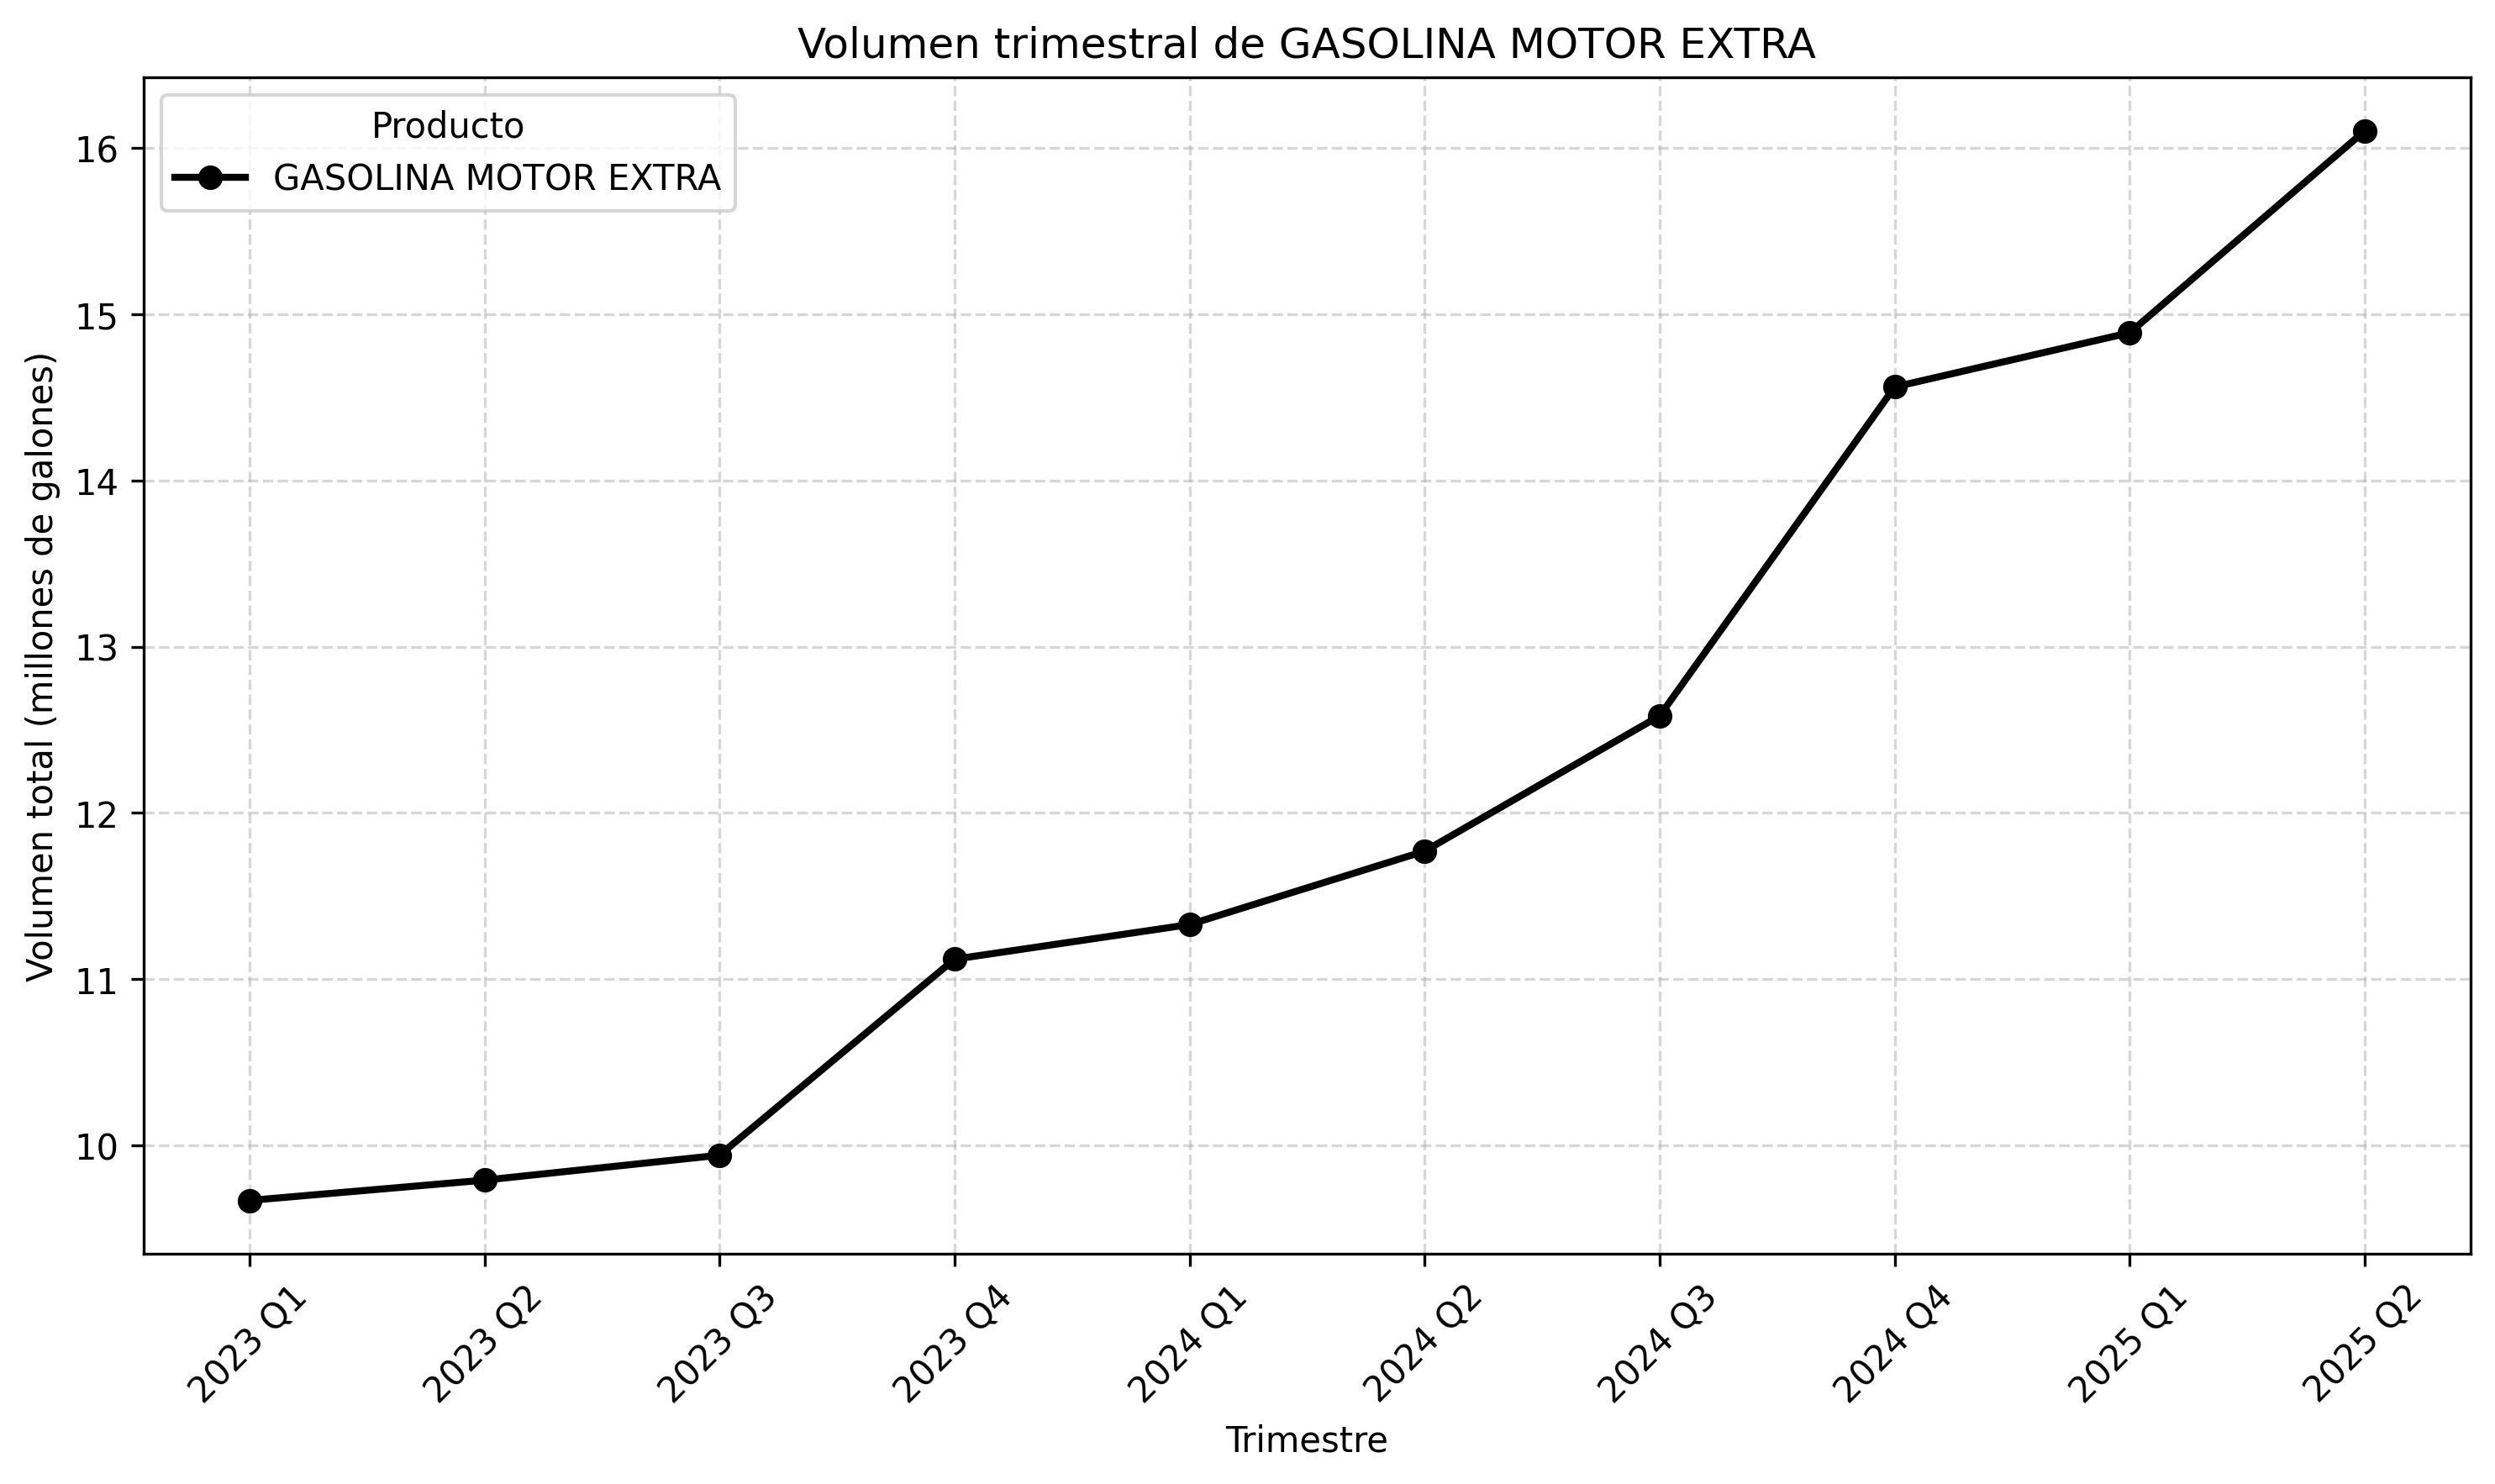 Volumen trimestral de GASOLINA MOTOR EXTRA
Producto
GASOLINA MOTOR EXTRA
Volumen total (millones de galones)
16
15
14
13
12
11
10
2023 Q1
2023 Q2
2023 Q3
2023 Q4
2024 Q1
2024 Q2
2024 Q3
2024 Q4
2025 Q1
2025 Q2
Trimestre